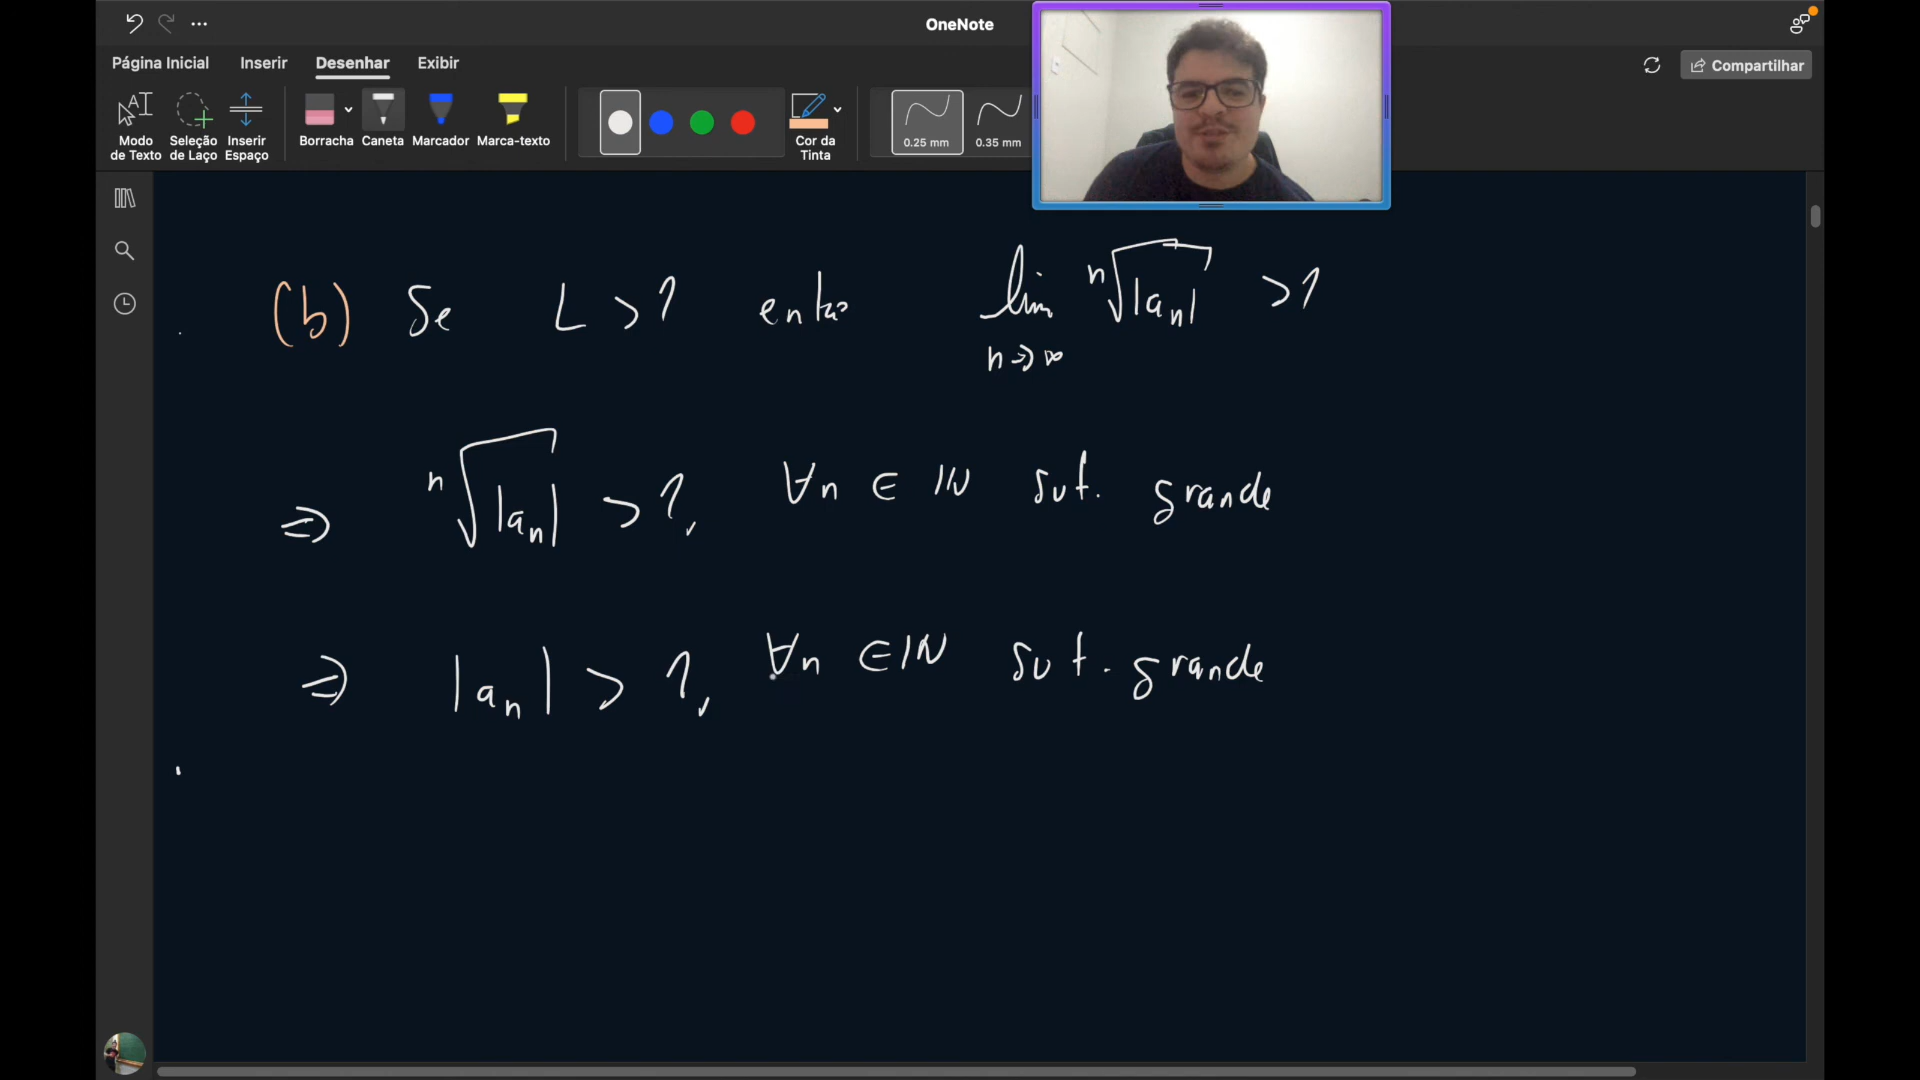 OneNote
Página Inicial Inserir Desenhar Exibir
Compartilhar
Modo de Texto
Seleção de Laço
Inserir Espaço
Borracha
Caneta
Marcador
Marca-texto
Cor da Tinta
0.25 mm
0.35 mm
(b) Se L > 1 então lim n→∞ ⁿ√|aₙ| > 1
⇒ ⁿ√|aₙ| > 1, ∀n ∈ ℕ suf. grande
⇒ |aₙ| > 1, ∀n ∈ ℕ suf. grande